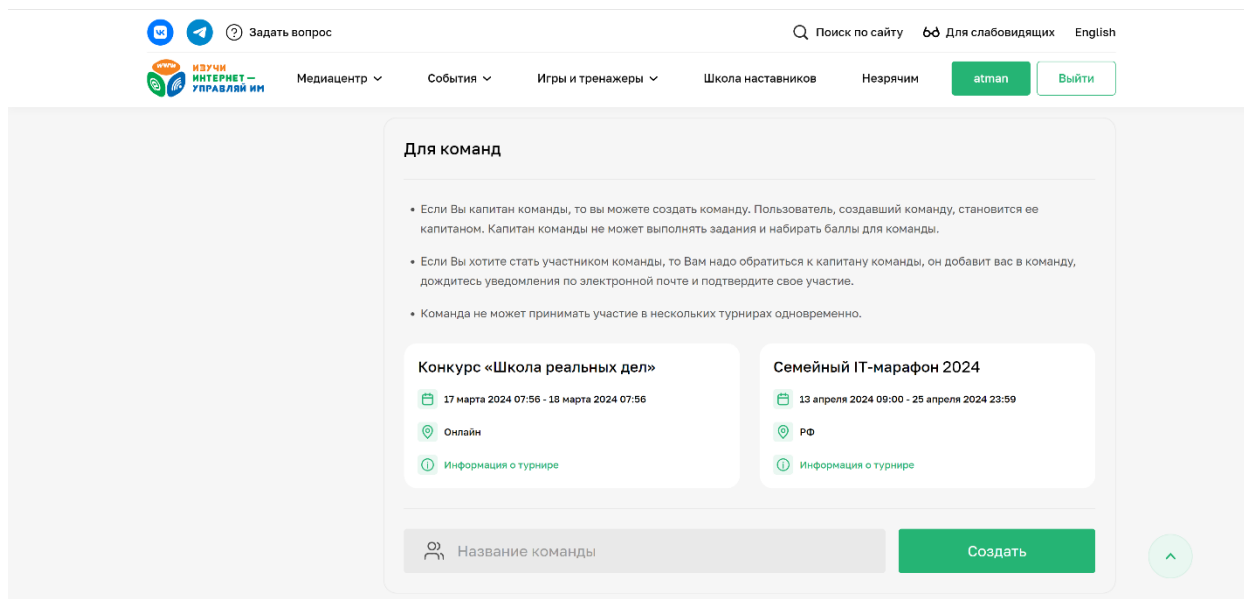 Задать вопрос
Поиск по сайту
Для слабовидящих
English
www
ИЗУЧИ
ИНТЕРНЕТ —
УПРАВЛЯЙ ИМ
Медиацентр
События
Игры и тренажеры
Школа наставников
Незрячим
atman
Выйти
Для команд
• Если Вы капитан команды, то вы можете создать команду. Пользователь, создавший команду, становится ее
капитаном. Капитан команды не может выполнять задания и набирать баллы для команды.
• Если Вы хотите стать участником команды, то Вам надо обратиться к капитану команды, он добавит вас в команду,
дождитесь уведомления по электронной почте и подтвердите свое участие.
• Команда не может принимать участие в нескольких турнирах одновременно.
Конкурс «Школа реальных дел»
17 марта 2024 07:56 - 18 марта 2024 07:56
Онлайн
Информация о турнире
Семейный IT-марафон 2024
13 апреля 2024 09:00 - 25 апреля 2024 23:59
РФ
Информация о турнире
Название команды
Создать